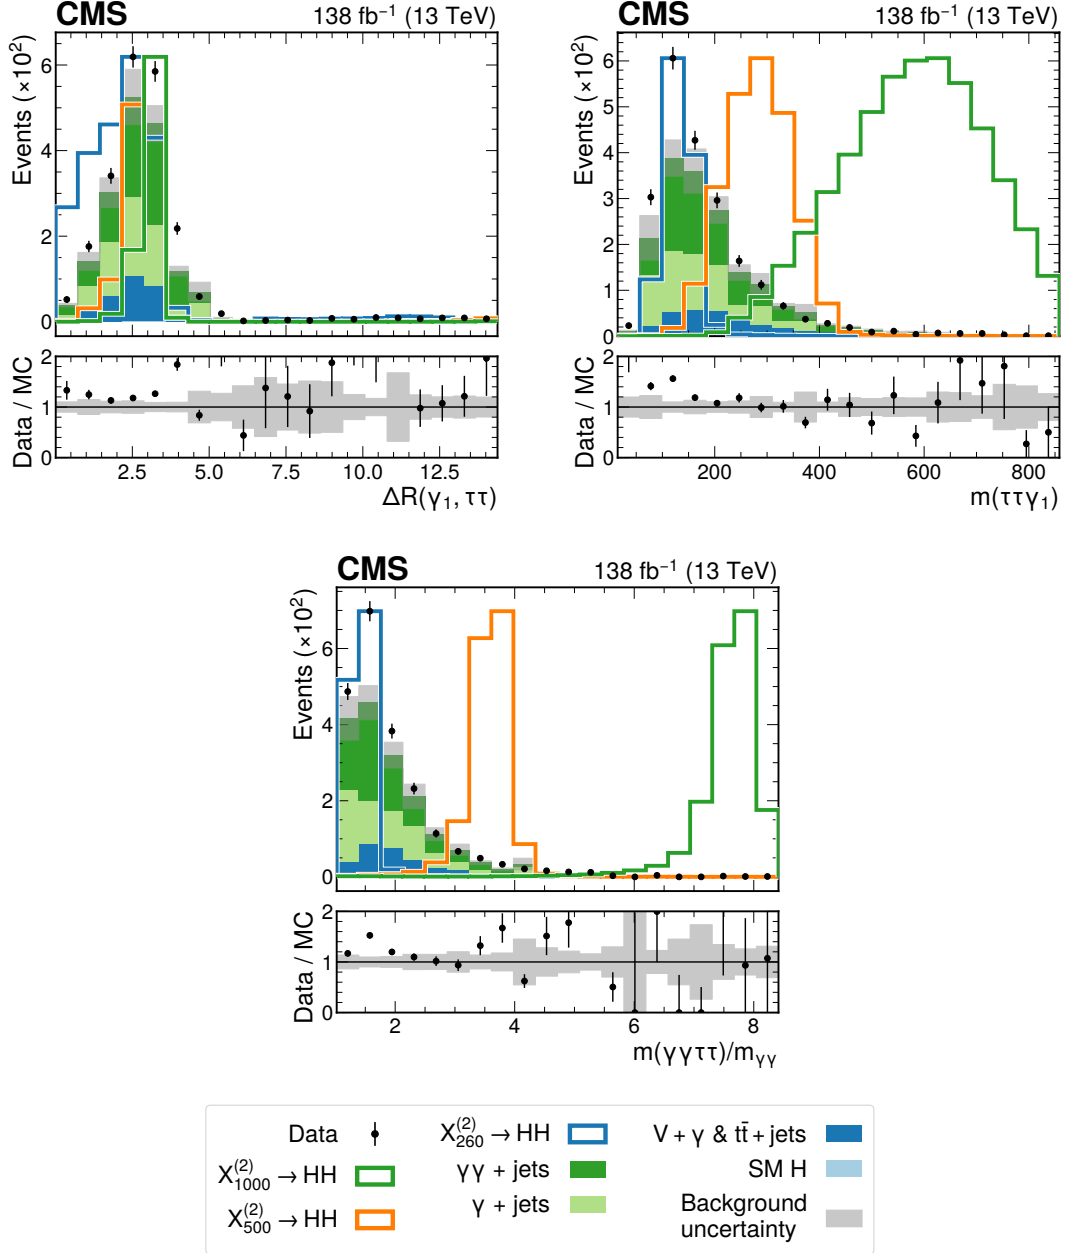 CMS 138 fb⁻¹ (13 TeV)
Events (×10²)
6
4
2
0
Data / MC
2
1
0
2.5 5.0 7.5 10.0 12.5
ΔR(γ₁, ττ)
CMS 138 fb⁻¹ (13 TeV)
Events (×10²)
6
5
4
3
2
1
0
Data / MC
2
1
0
200 400 600 800
m(ττγ₁)
CMS 138 fb⁻¹ (13 TeV)
Events (×10²)
6
4
2
0
Data / MC
2
1
0
2 4 6 8
m(γγττ)/m_γγ
Data
X₁₀₀₀⁽²⁾ → HH
X₅₀₀⁽²⁾ → HH
X₂₆₀⁽²⁾ → HH
γγ + jets
γ + jets
V + γ & tt̄ + jets
SM H
Background
uncertainty